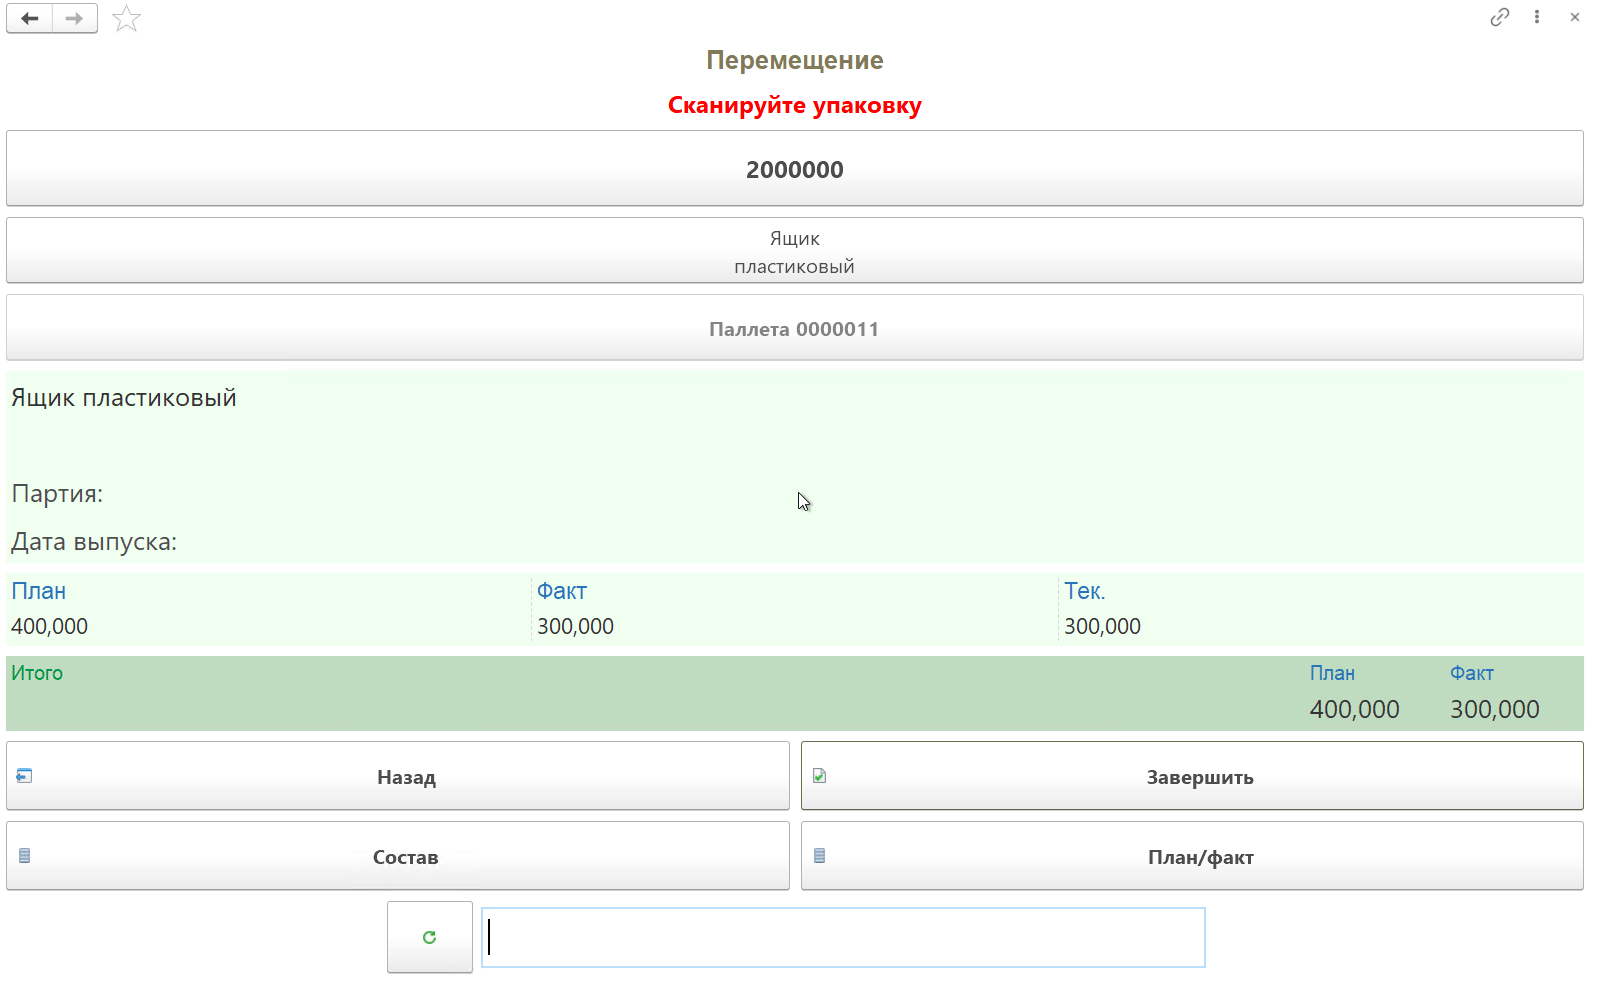 Перемещение
Сканируйте упаковку
2000000
Ящик
пластиковый
Паллета 0000011
Ящик пластиковый
Партия:
Дата выпуска:
План Факт Тек.
400,000 300,000 300,000
Итого План Факт
400,000 300,000
Назад Завершить
Состав План/факт